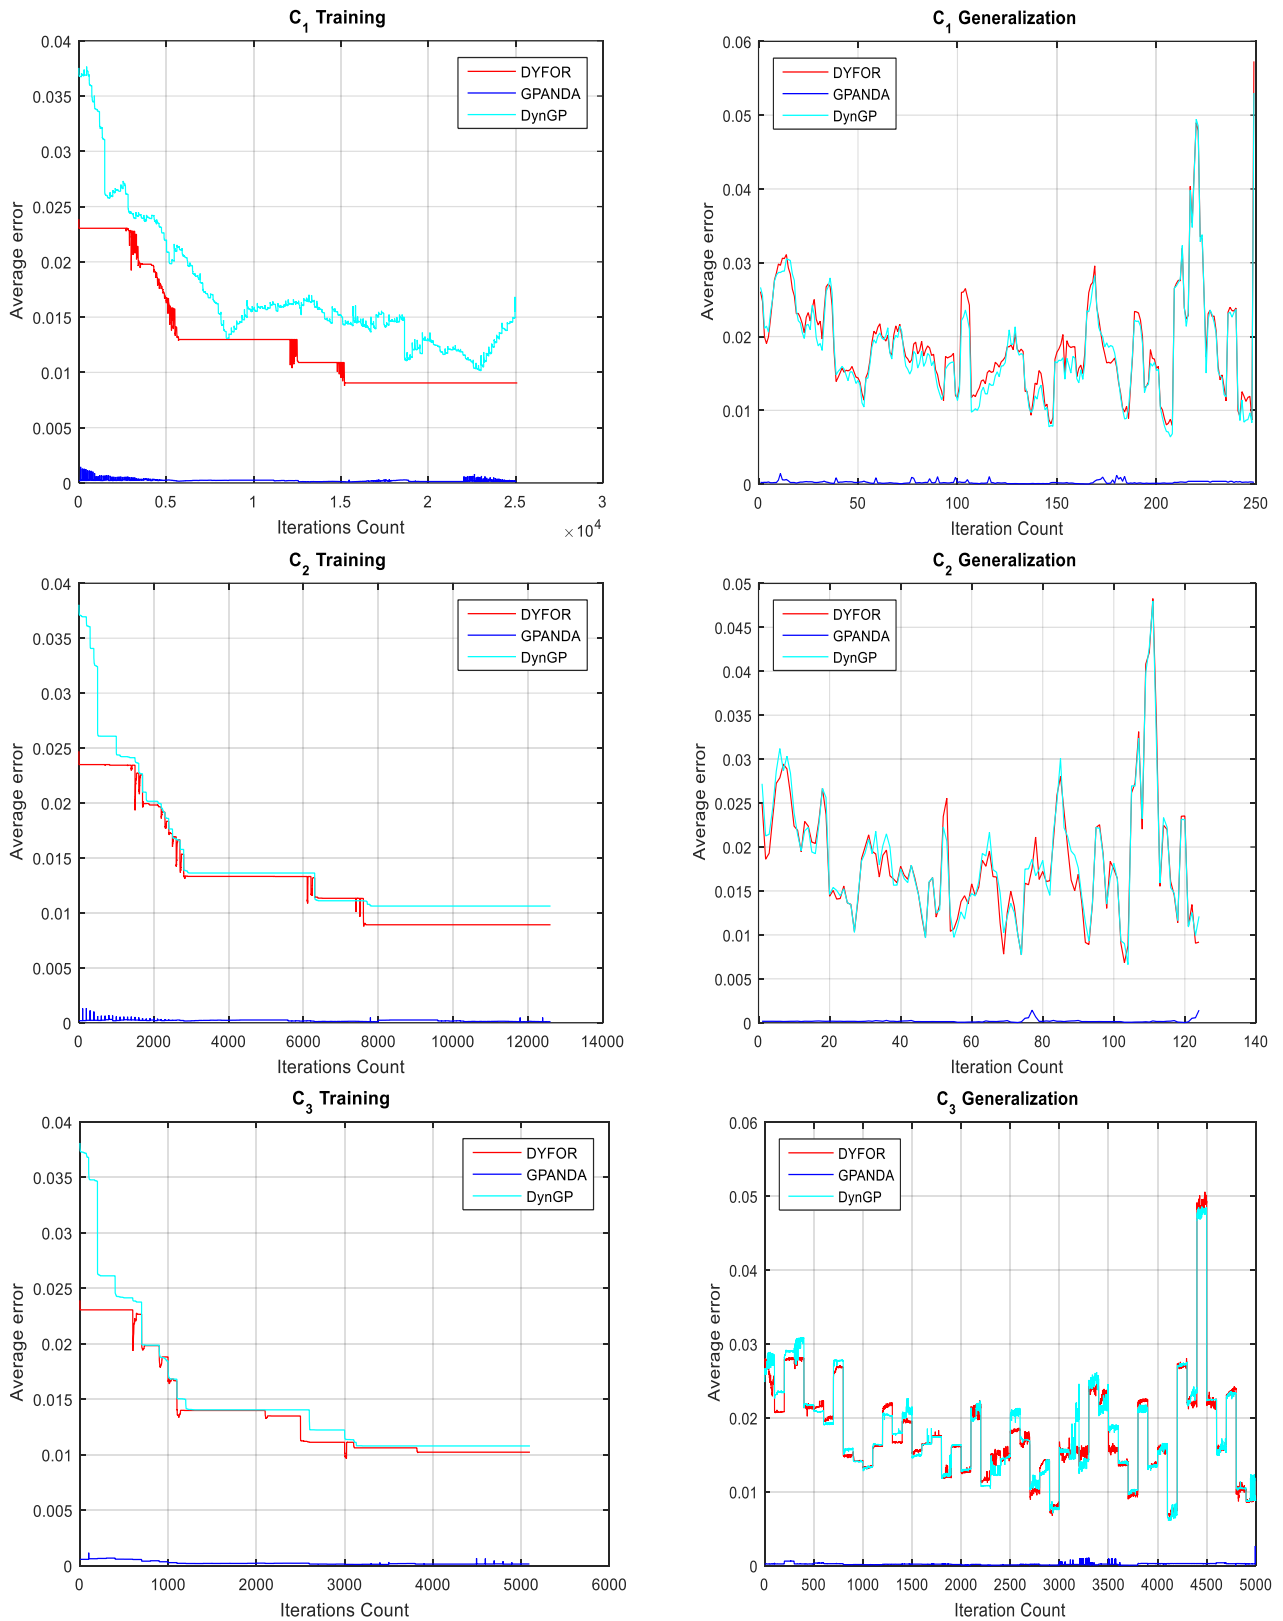 C1 Training
0.04
0.035
0.03
0.025
0.02
0.015
0.01
0.005
0
Average error
DYFOR
GPANDA
DynGP
0 0.5 1 1.5 2 2.5 3
Iterations Count
×10^4
C1 Generalization
0.06
0.05
0.04
0.03
0.02
0.01
0
Average error
DYFOR
GPANDA
DynGP
50 100 150 200 250
Iteration Count
C2 Training
0.04
0.035
0.03
0.025
0.02
0.015
0.01
0.005
0
Average error
DYFOR
GPANDA
DynGP
0 2000 4000 6000 8000 10000 12000 14000
Iterations Count
C2 Generalization
0.05
0.045
0.04
0.035
0.03
0.025
0.02
0.015
0.01
0.005
0
Average error
DYFOR
GPANDA
DynGP
0 20 40 60 80 100 120 140
Iteration Count
C3 Training
0.04
0.035
0.03
0.025
0.02
0.015
0.01
0.005
0
Average error
DYFOR
GPANDA
DynGP
0 1000 2000 3000 4000 5000 6000
Iterations Count
C3 Generalization
0.06
0.05
0.04
0.03
0.02
0.01
0
Average error
DYFOR
GPANDA
DynGP
0 500 1000 1500 2000 2500 3000 3500 4000 4500 5000
Iteration Count